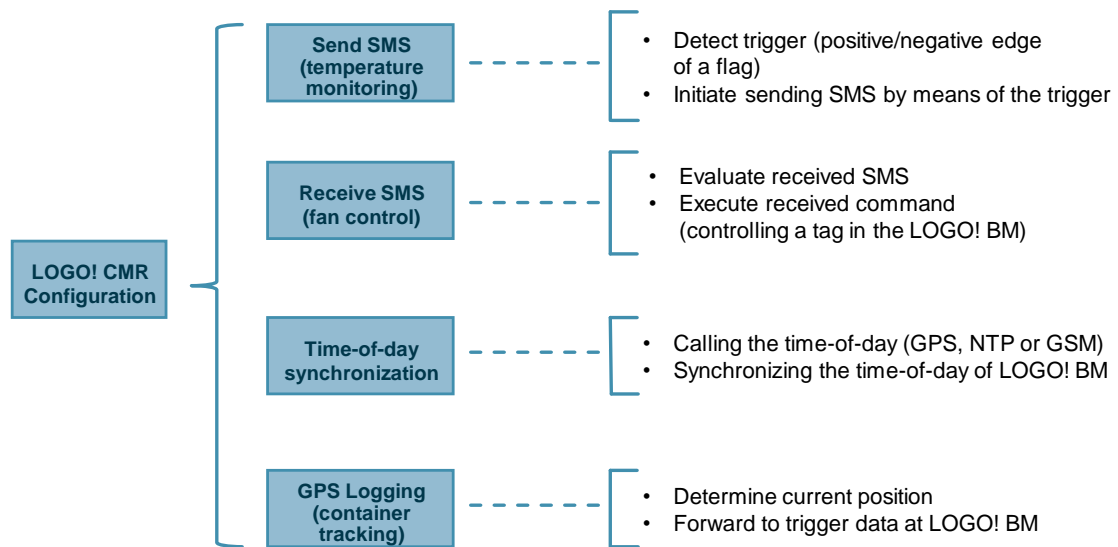 LOGO! CMR
Configuration
Send SMS
(temperature
monitoring)
• Detect trigger (positive/negative edge
of a flag)
• Initiate sending SMS by means of the trigger
Receive SMS
(fan control)
• Evaluate received SMS
• Execute received command
(controlling a tag in the LOGO! BM)
Time-of-day
synchronization
• Calling the time-of-day (GPS, NTP or GSM)
• Synchronizing the time-of-day of LOGO! BM
GPS Logging
(container
tracking)
• Determine current position
• Forward to trigger data at LOGO! BM